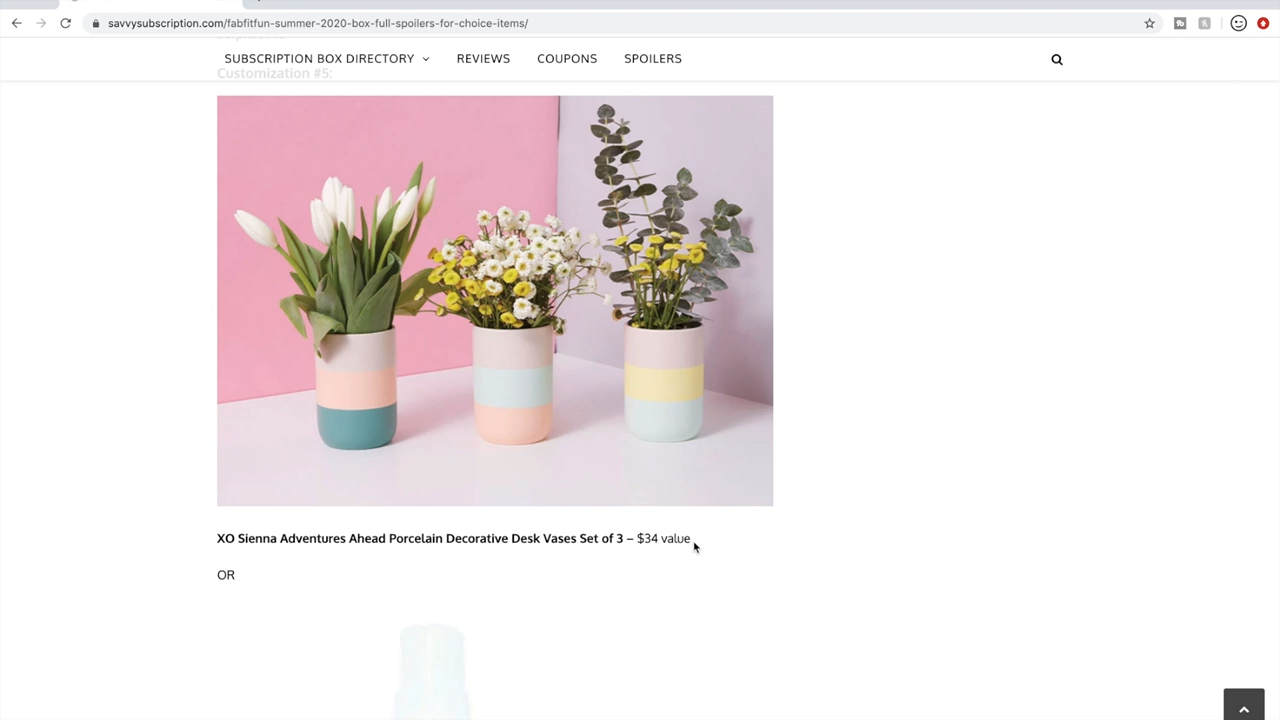 savvysubscription.com/fabfitfun-summer-2020-box-full-spoilers-for-choice-items/
SUBSCRIPTION BOX DIRECTORY REVIEWS COUPONS SPOILERS
Customization #5:
XO Sienna Adventures Ahead Porcelain Decorative Desk Vases Set of 3 – $34 value
OR